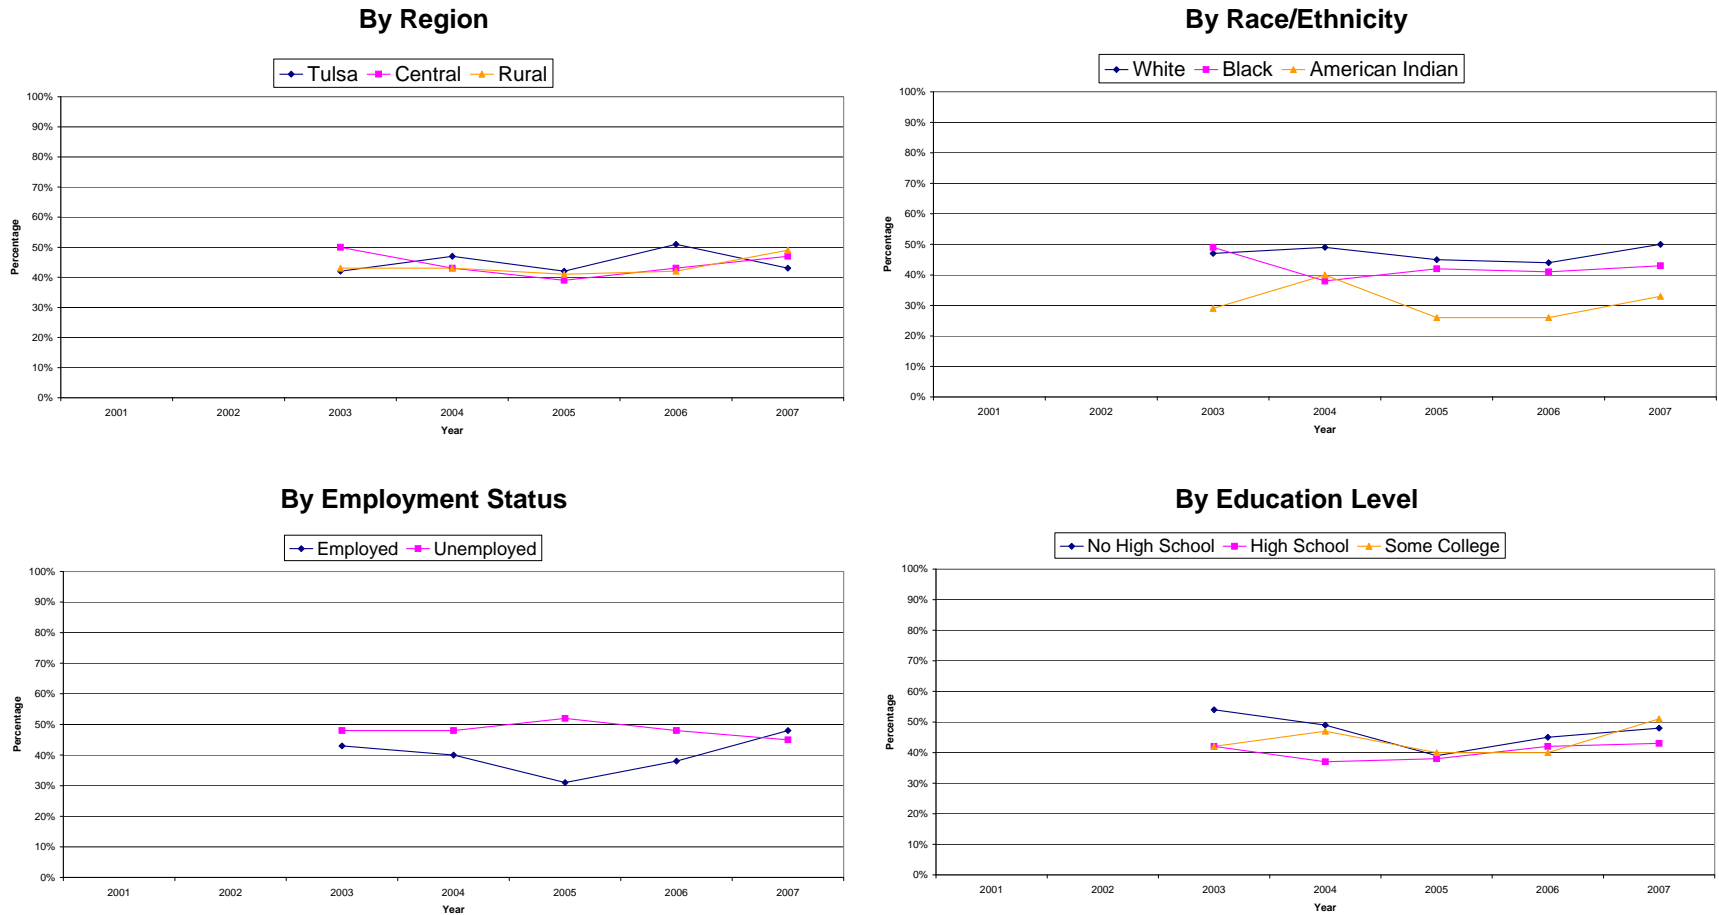 By Region
Tulsa Central Rural
100%
90%
80%
70%
60%
50%
40%
30%
20%
10%
0%
Percentage
2001 2002 2003 2004 2005 2006 2007
Year
By Race/Ethnicity
White Black American Indian
100%
90%
80%
70%
60%
50%
40%
30%
20%
10%
0%
Percentage
2001 2002 2003 2004 2005 2006 2007
Year
By Employment Status
Employed Unemployed
100%
90%
80%
70%
60%
50%
40%
30%
20%
10%
0%
Percentage
2001 2002 2003 2004 2005 2006 2007
Year
By Education Level
No High School High School Some College
100%
90%
80%
70%
60%
50%
40%
30%
20%
10%
0%
Percentage
2001 2002 2003 2004 2005 2006 2007
Year